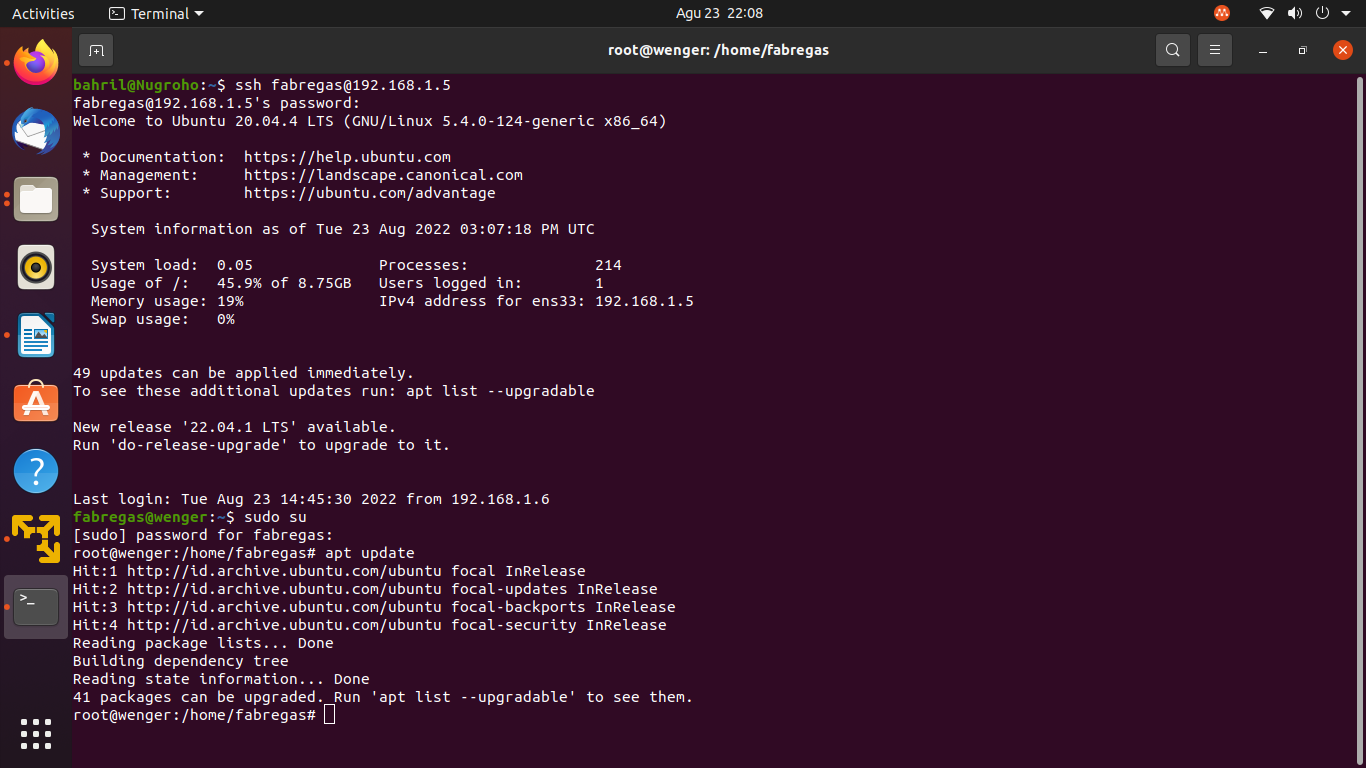 Activities Terminal Agu 23 22:08
root@wenger: /home/fabregas
bahril@Nugroho:~$ ssh fabregas@192.168.1.5
fabregas@192.168.1.5's password:
Welcome to Ubuntu 20.04.4 LTS (GNU/Linux 5.4.0-124-generic x86_64)
* Documentation: https://help.ubuntu.com
* Management: https://landscape.canonical.com
* Support: https://ubuntu.com/advantage
System information as of Tue 23 Aug 2022 03:07:18 PM UTC
System load: 0.05 Processes: 214
Usage of /: 45.9% of 8.75GB Users logged in: 1
Memory usage: 19% IPv4 address for ens33: 192.168.1.5
Swap usage: 0%
49 updates can be applied immediately.
To see these additional updates run: apt list --upgradable
New release '22.04.1 LTS' available.
Run 'do-release-upgrade' to upgrade to it.
Last login: Tue Aug 23 14:45:30 2022 from 192.168.1.6
fabregas@wenger:~$ sudo su
[sudo] password for fabregas:
root@wenger:/home/fabregas# apt update
Hit:1 http://id.archive.ubuntu.com/ubuntu focal InRelease
Hit:2 http://id.archive.ubuntu.com/ubuntu focal-updates InRelease
Hit:3 http://id.archive.ubuntu.com/ubuntu focal-backports InRelease
Hit:4 http://id.archive.ubuntu.com/ubuntu focal-security InRelease
Reading package lists... Done
Building dependency tree
Reading state information... Done
41 packages can be upgraded. Run 'apt list --upgradable' to see them.
root@wenger:/home/fabregas#